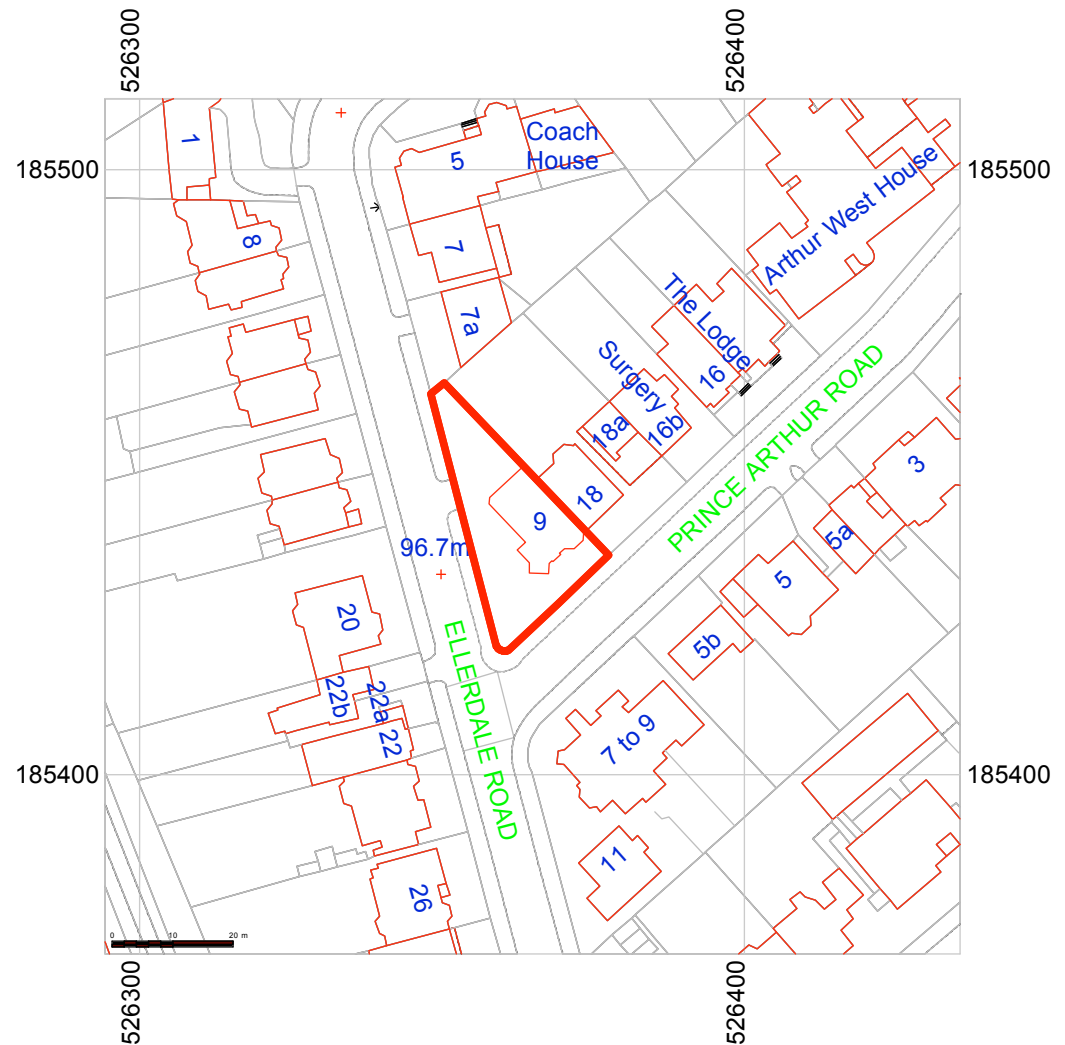 526300
526400
185500
185500
1
8
5
Coach
House
7
7a
Arthur West House
The Lodge
16
Surgery
18a
16b
18
9
PRINCE ARTHUR ROAD
3
5a
5
5b
96.7m
20
22b
22a
22
ELLERDALE ROAD
7 to 9
11
26
185400
185400
0 10 20 m
526300
526400